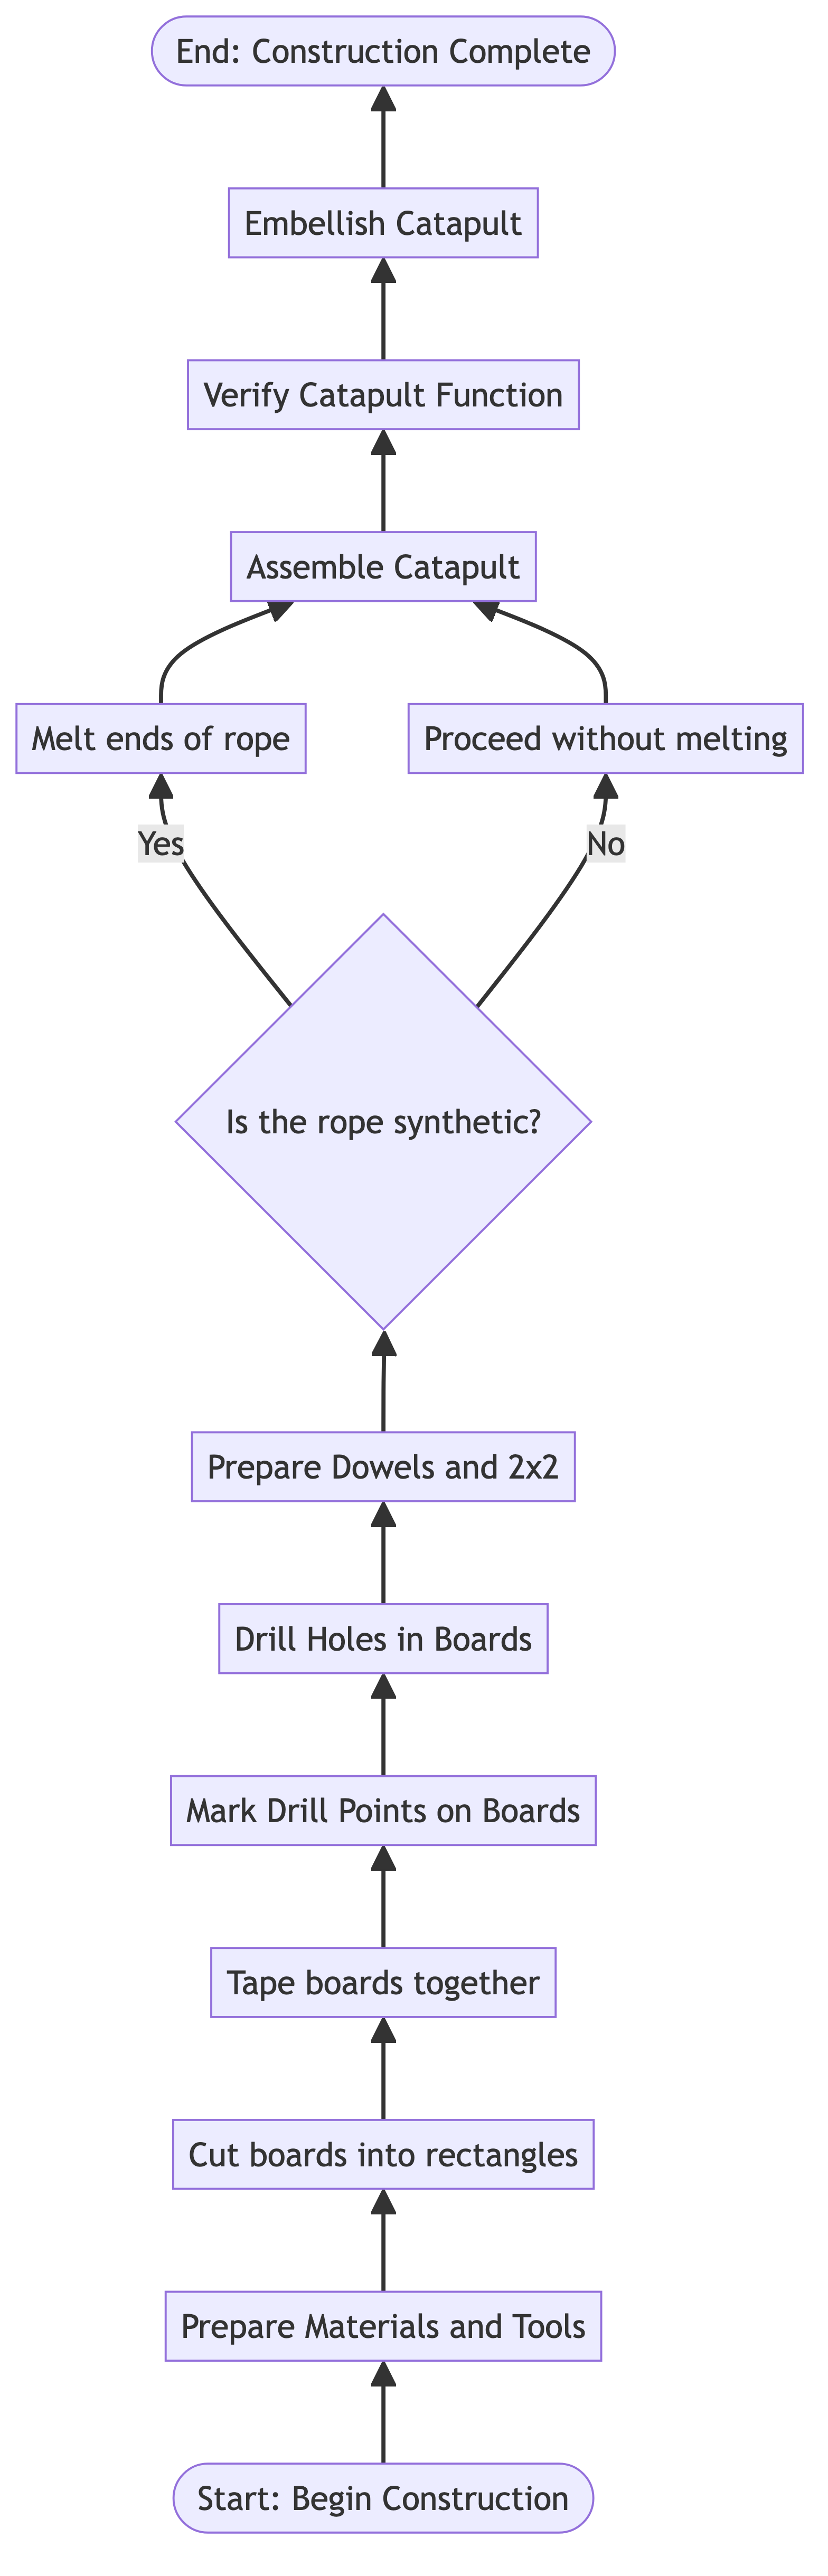 End: Construction Complete
Embellish Catapult
Verify Catapult Function
Assemble Catapult
Melt ends of rope
Proceed without melting
Yes
No
Is the rope synthetic?
Prepare Dowels and 2x2
Drill Holes in Boards
Mark Drill Points on Boards
Tape boards together
Cut boards into rectangles
Prepare Materials and Tools
Start: Begin Construction